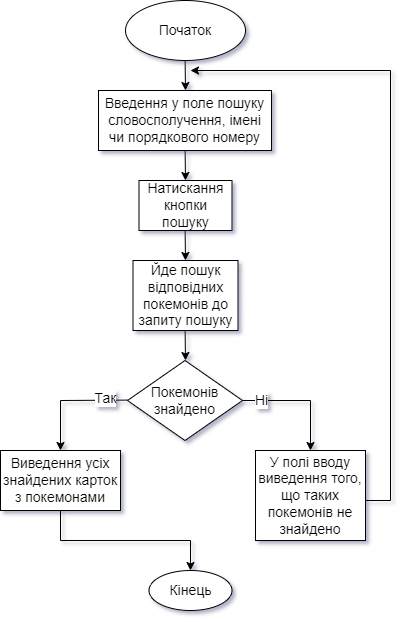 Початок
Введення у поле пошуку
словосполучення, імені
чи порядкового номеру
Натискання
кнопки
пошуку
Йде пошук
відповідних
покемонів до
запиту пошуку
Покемонів
знайдено
Так
Ні
Виведення усіх
знайдених карток
з покемонами
У полі вводу
виведення того,
що таких
покемонів не
знайдено
Кінець